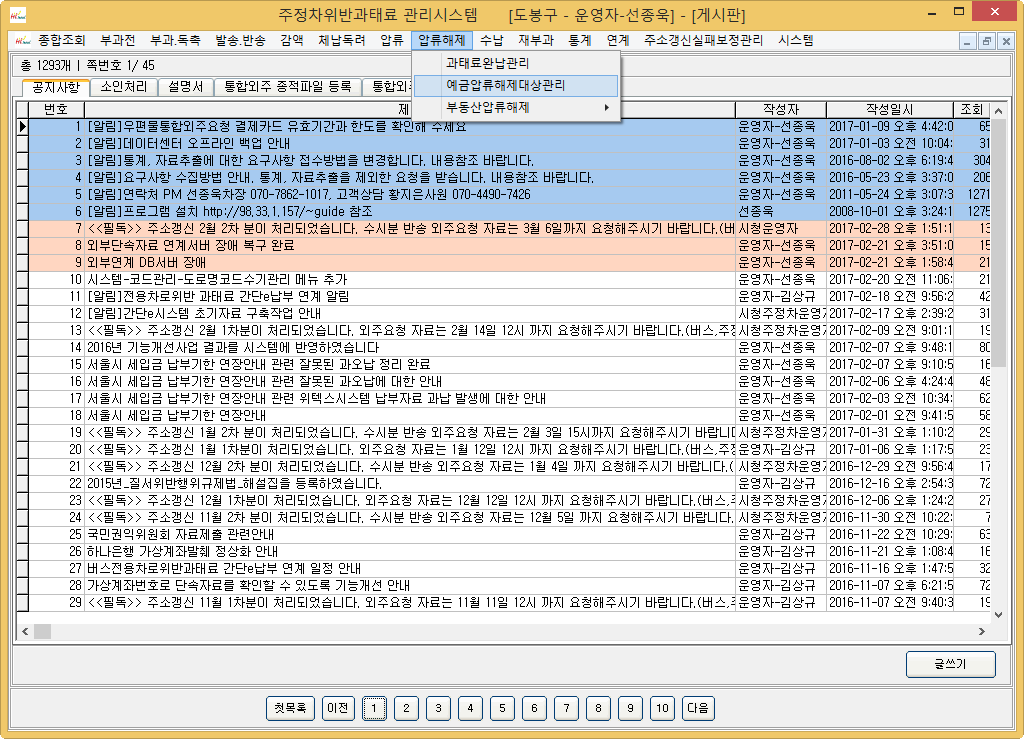 주정차위반과태료 관리시스템 [도봉구 - 운영자-선종욱] - [게시판]
종합조회 부과전 부과.독촉 발송.반송 감액 체납독려 압류 압류해제 수납 재부과 통계 연계 주소갱신실패보정관리 시스템
총 1293개 | 쪽번호 1/ 45
과태료완납관리
예금압류해제대상관리
부동산압류해제
공지사항 소인처리 설명서 통합외주 종적파일 등록 통합외
번호 제 작성자 작성일시 조회
1 [알림]우편물통합외주요청 결제카드 유효기간과 한도를 확인해 주세요 운영자-선종욱 2017-01-09 오후 4:42:0 65
2 [알림]데이터센터 오프라인 백업 안내 운영자-선종욱 2017-01-03 오전 10:04: 31
3 [알림]통계, 자료추출에 대한 요구사항 접수방법을 변경합니다. 내용참조 바랍니다. 운영자-선종욱 2016-08-02 오후 6:19:4 304
4 [알림]요구사항 수집방법 안내. 통계, 자료추출을 제외한 요청을 받습니다. 내용참조 바랍니다. 운영자-선종욱 2016-05-23 오후 3:37:0 206
5 [알림]연락처 PM 선종욱차장 070-7862-1017, 고객상담 황지은사원 070-4490-7426 운영자-선종욱 2011-05-24 오후 3:07:3 1271
6 [알림]프로그램 설치 http://98.33.1.157/~guide 참조 선종욱 2008-10-01 오후 3:24:1 1275
7 <<필독>> 주소갱신 2월 2차 분이 처리되었습니다. 수시분 반송 외주요청 자료는 3월 6일까지 요청해주시기 바랍니다.(버 시청운영자 2017-02-28 오후 1:51:1 13
8 외부단속자료 연계서버 장애 복구 완료 운영자-선종욱 2017-02-21 오후 3:51:0 15
9 외부연계 DB서버 장애 운영자-선종욱 2017-02-21 오후 1:58:4 21
10 시스템-코드관리-도로명코드수기관리 메뉴 추가 운영자-선종욱 2017-02-20 오전 11:06: 21
11 [알림]전용차로위반 과태료 간단e납부 연계 알림 운영자-김상규 2017-02-18 오전 9:56:2 42
12 [알림]간단e시스템 초기자료 구축작업 안내 시청주정차운영 2017-02-17 오후 2:39:2 31
13 <<필독>> 주소갱신 2월 1차분이 처리되었습니다. 외주요청 자료는 2월 14일 12시 까지 요청해주시기 바랍니다.(버스,주정 시청주정차운영 2017-02-09 오후 9:01:1 19
14 2016년 기능개선사업 결과를 시스템에 반영하였습니다 운영자-선종욱 2017-02-07 오후 9:48:1 80
15 서울시 세입금 납부기한 연장안내 관련 잘못된 과오납 정리 완료 운영자-선종욱 2017-02-07 오후 9:10:5 16
16 서울시 세입금 납부기한 연장안내 관련 잘못된 과오납에 대한 안내 운영자-선종욱 2017-02-06 오후 4:24:4 48
17 서울시 세입금 납부기한 연장안내 관련 위텍스시스템 납부자료 과납 발생에 대한 안내 운영자-선종욱 2017-02-03 오전 10:34: 62
18 서울시 세입금 납부기한 연장안내 운영자-선종욱 2017-02-01 오전 9:41:5 58
19 <<필독>> 주소갱신 1월 2차 분이 처리되었습니다. 수시분 반송 외주요청 자료는 2월 3일 15시까지 요청해주시기 바랍니 시청주정차운영 2017-01-31 오후 1:10:2 29
20 <<필독>> 주소갱신 1월 1차분이 처리되었습니다. 외주요청 자료는 1월 12일 12시 까지 요청해주시기 바랍니다.(버스,주정 시청주정차운영 2017-01-06 오후 1:17:5 23
21 <<필독>> 주소갱신 12월 2차 분이 처리되었습니다. 수시분 반송 외주요청 자료는 1월 4일 까지 요청해주시기 바랍니다.( 시청주정차운영 2016-12-29 오전 9:56:4 17
22 2015년_질서위반행위규제법_해설집을 등록하였습니다. 운영자-김상규 2016-12-16 오후 2:54:3 72
23 <<필독>> 주소갱신 12월 1차분이 처리되었습니다. 외주요청 자료는 12월 12일 12시 까지 요청해주시기 바랍니다.(버스, 시청주정차운영 2016-12-06 오후 1:24:2 27
24 <<필독>> 주소갱신 11월 2차 분이 처리되었습니다. 수시분 반송 외주요청 자료는 12월 5일 까지 요청해주시기 바랍니다. 시청주정차운영 2016-11-30 오전 10:22: 7
25 국민권익위원회 자료제출 관련안내 운영자-김상규 2016-11-22 오전 10:29: 63
26 하나은행 가상계좌발췌 정상화 안내 운영자-김상규 2016-11-21 오후 1:08:4 16
27 버스전용차로위반과태료 간단e납부 연계 일정 안내 운영자-김상규 2016-11-16 오후 1:47:5 32
28 가상계좌번호로 단속자료를 확인할 수 있도록 기능개선 안내 운영자-김상규 2016-11-07 오후 6:21:5 72
29 <<필독>> 주소갱신 11월 1차분이 처리되었습니다. 외주요청 자료는 11월 11일 12시 까지 요청해주시기 바랍니다.(버스, 운영자-김상규 2016-11-07 오전 9:40:3 19
글쓰기
첫목록 이전 1 2 3 4 5 6 7 8 9 10 다음